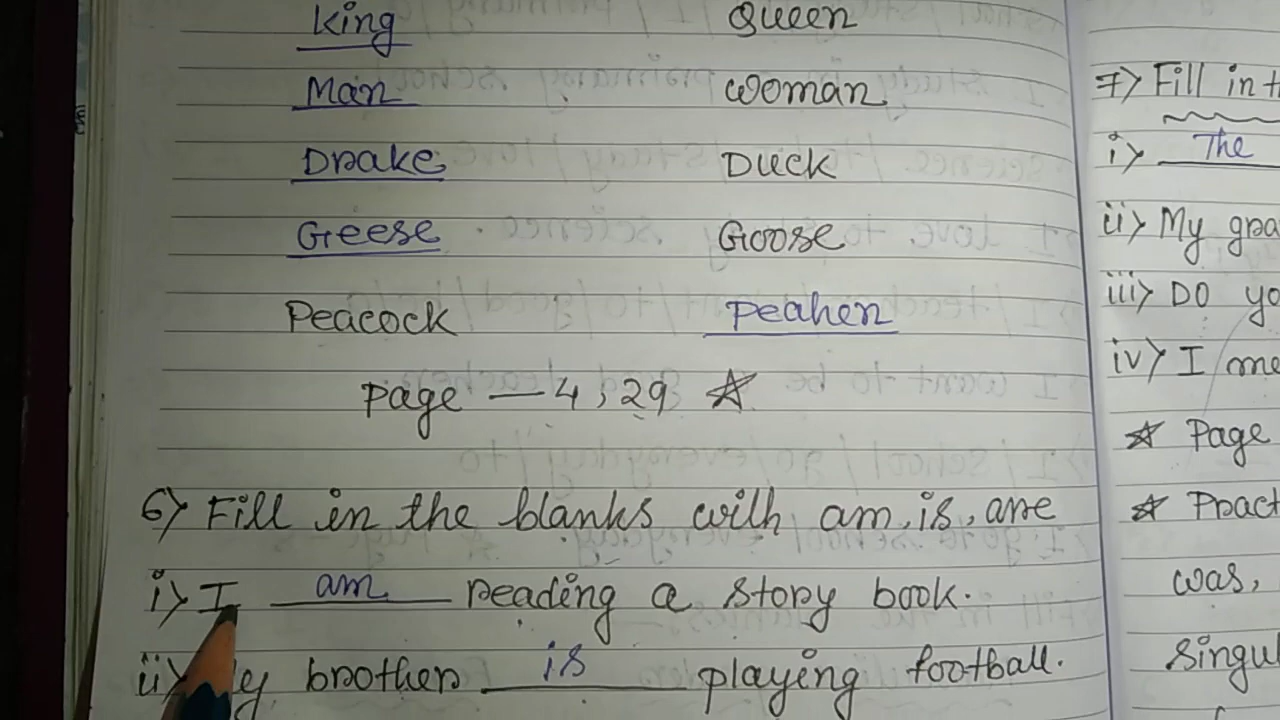 King Queen
Man Woman
Drake Duck
Geese Goose
Peacock Peahen
Page — 4, 29 ☆
6) Fill in the blanks with am, is, are
i) I am reading a story book.
ii) brother is playing football.
7) Fill in
i) The
ii) My
iii) Do
iv) I
☆ Page
☆
was,